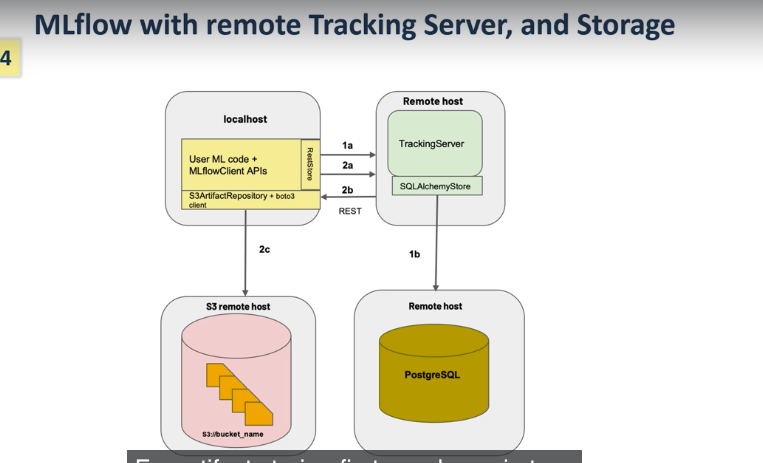 MLflow with remote Tracking Server, and Storage
4
localhost
User ML code +
MLflowClient APIs
RestStore
S3ArtifactRepository + boto3
client
1a
2a
2b
REST
Remote host
TrackingServer
SQLAlchemyStore
2c
1b
S3 remote host
S3://bucket_name
Remote host
PostgreSQL